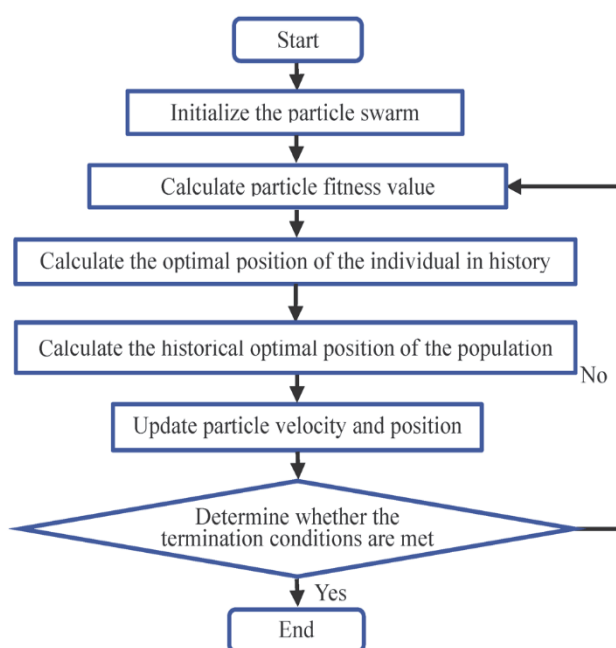 Start
Initialize the particle swarm
Calculate particle fitness value
Calculate the optimal position of the individual in history
Calculate the historical optimal position of the population
No
Update particle velocity and position
Determine whether the
termination conditions are met
Yes
End